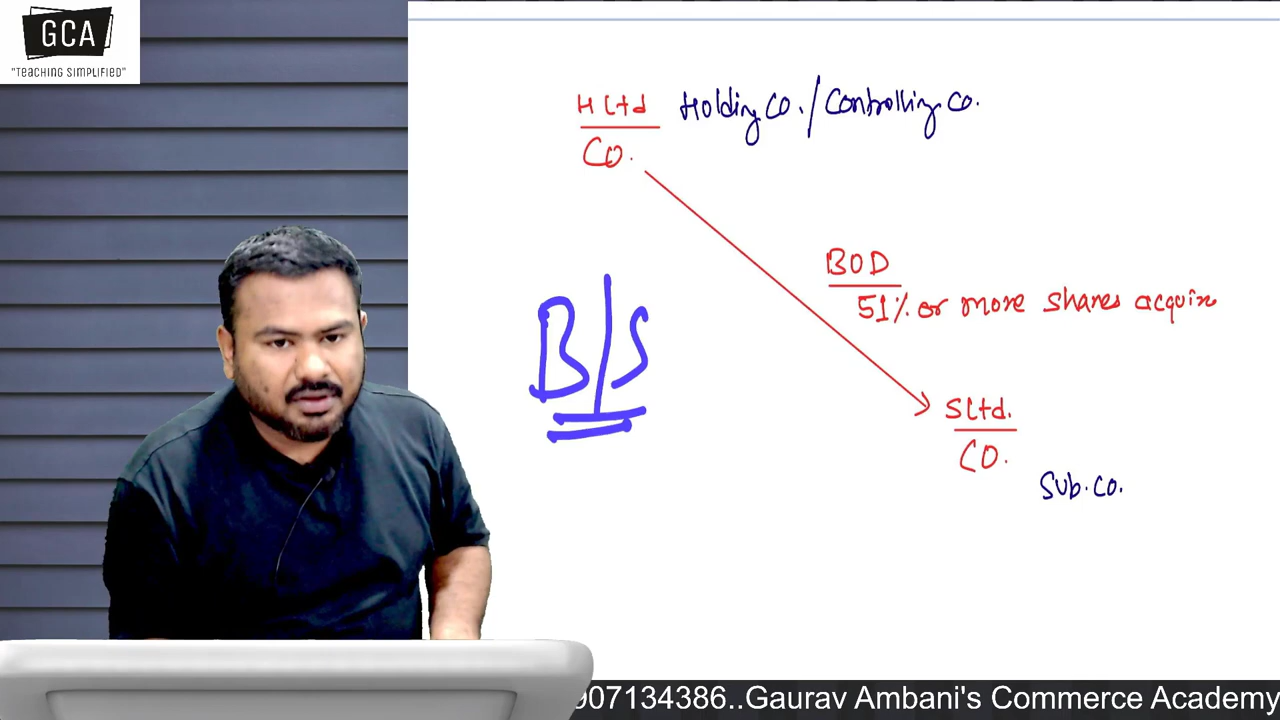 GCA
"TEACHING SIMPLIFIED"
H Ltd Holding Co. / Controlling Co.
Co.
BOD
51% or more shares acquire
B/S
S Ltd.
CO.
Sub. Co.
907134386..Gaurav Ambani's Commerce Academy